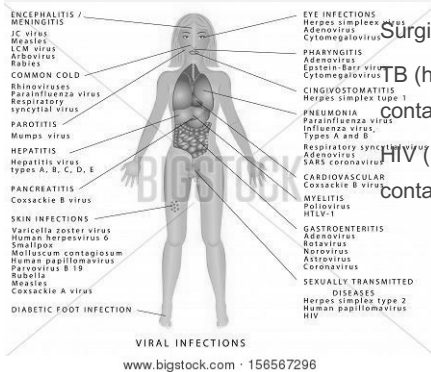 ENCEPHALITIS /
MENINGITIS
JC virus
Measles
LCM virus
Arbovirus
Rabies
COMMON COLD
Rhinoviruses
Parainfluenza virus
Respiratory
syncytial virus
PAROTITIS
Mumps virus
HEPATITIS
Hepatitis virus
types A, B, C, D, E
PANCREATITIS
Coxsackie B virus
SKIN INFECTIONS
Varicella zoster virus
Human herpesvirus 6
Smallpox
Molluscum contagiosum
Human papillomavirus
Parvovirus B 19
Rubella
Measles
Coxsackie A virus
DIABETIC FOOT INFECTION
EYE INFECTIONS
Herpes simpleex virus
Adenovirus
Cytomegalovirus
PHARYNGITIS
Adenovirus
Epstein-Barr virus
Cytomegalovirus
CINGIVOSTOMATITIS
Herpes simplex type 1
PNEUMONIA
Parainfluenza virus
Influenza virus,
Types A and B
Respiratory syncytial virus
Adenovirus
SARS coronavirus
CARDIOVASCULAR
Coxsackie B virus
MYELITIS
Poliovirus
HTLV-1
GASTROENTERITIS
Adenovirus
Rotavirus
Norovirus
Astrovirus
Coronavirus
SEXUALLY TRANSMITTED
DISEASES
Herpes simplex type 2
Human papillomavirus
HIV
Surgi
TB (h
conta
HIV (
conta
BIGSTOCK
VIRAL INFECTIONS
www.bigstock.com · 156567296